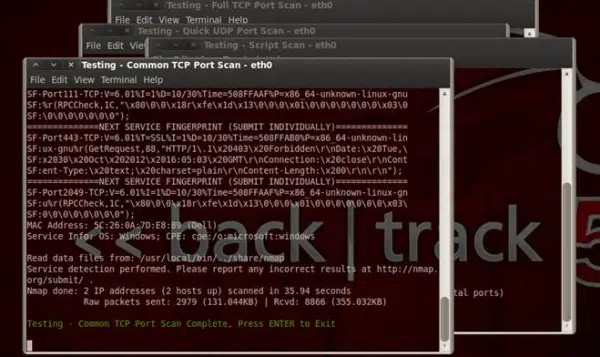 Testing - Full TCP Port Scan - eth0
File Edit View Terminal Help
Testing - Quick UDP Port Scan - eth0
File Edit Vie
Testing - Script Scan - eth0
Testing - Common TCP Port Scan - eth0
File Edit View Terminal Help
SF-Port111-TCP:V=6.01%I=1%D=10/30%Time=508FFAAF%P=x86_64-unknown-linux-gnu
SF:%r(RPCCheck,1C,"\x80\0\0\x18r\xfe\x1d\x13\0\0\0\x01\0\0\0\0\0\0\0\x03\0
SF:\0\0\0\0\0\0");
==============NEXT SERVICE FINGERPRINT (SUBMIT INDIVIDUALLY)==============
SF-Port443-TCP:V=6.01%T=SSL%I=1%D=10/30%Time=508FFAB0%P=x86_64-unknown-lin
SF:ux-gnu%r(GetRequest,88,"HTTP/1\.1\x20403\x20Forbidden\r\nDate:\x20Tue,\
SF:x2030\x20Oct\x202012\x2016:05:03\x20GMT\r\nConnection:\x20close\r\nCont
SF:ent-Type:\x20text;\x20charset=plain\r\nContent-Length:\x200\r\n\r\n");
==============NEXT SERVICE FINGERPRINT (SUBMIT INDIVIDUALLY)==============
SF-Port2049-TCP:V=6.01%I=1%D=10/30%Time=508FFAAF%P=x86_64-unknown-linux-gn
SF:u%r(RPCCheck,1C,"\x80\0\0\x18r\xfe\x1d\x13\0\0\0\x01\0\0\0\0\0\0\0\x03\
SF:0\0\0\0\0\0\0\0");
MAC Address: 5C:26:0A:7D:E8:B9 (Dell)
Service Info: OS: windows; CPE: cpe:/o:microsoft:windows
<< back | track 5
Read data files from: /usr/local/bin/../share/nmap
Service detection performed. Please report any incorrect results at http://nmap.
org/submit/ .
Nmap done: 2 IP addresses (2 hosts up) scanned in 35.94 seconds
Raw packets sent: 2979 (131.044KB) | Rcvd: 8866 (355.032KB)
tal ports)
Testing - Common TCP Port Scan Complete, Press ENTER to Exit